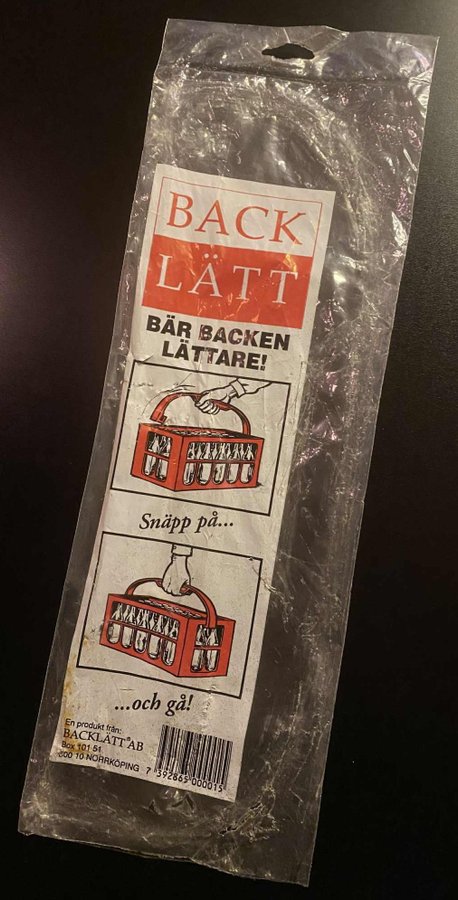 BACK
LÄTT
BÄR BACKEN
LÄTTARE!
Snäpp på...
...och gå!
En produkt från:
BACKLÄTT® AB
Box 101 51
600 10 NORRKÖPING
7 392665 000015